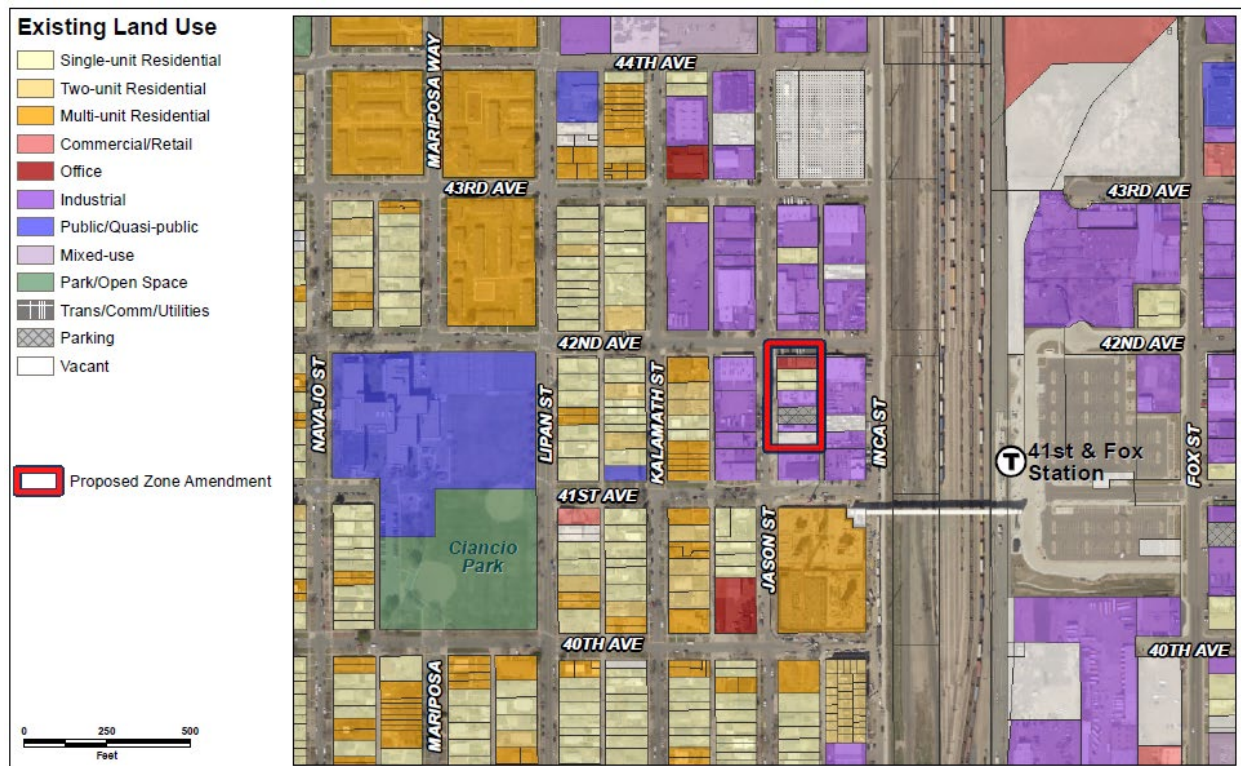 Existing Land Use
Single-unit Residential
Two-unit Residential
Multi-unit Residential
Commercial/Retail
Office
Industrial
Public/Quasi-public
Mixed-use
Park/Open Space
Trans/Comm/Utilities
Parking
Vacant
Proposed Zone Amendment
0 250 500
Feet
MARIPOSA WAY
44TH AVE
43RD AVE
43RD AVE
42ND AVE
42ND AVE
NAVAJO ST
LIPAN ST
KALAMATH ST
INCA ST
T 41st & Fox
Station
FOX ST
41ST AVE
Ciancio
Park
JASON ST
40TH AVE
40TH AVE
MARIPOSA